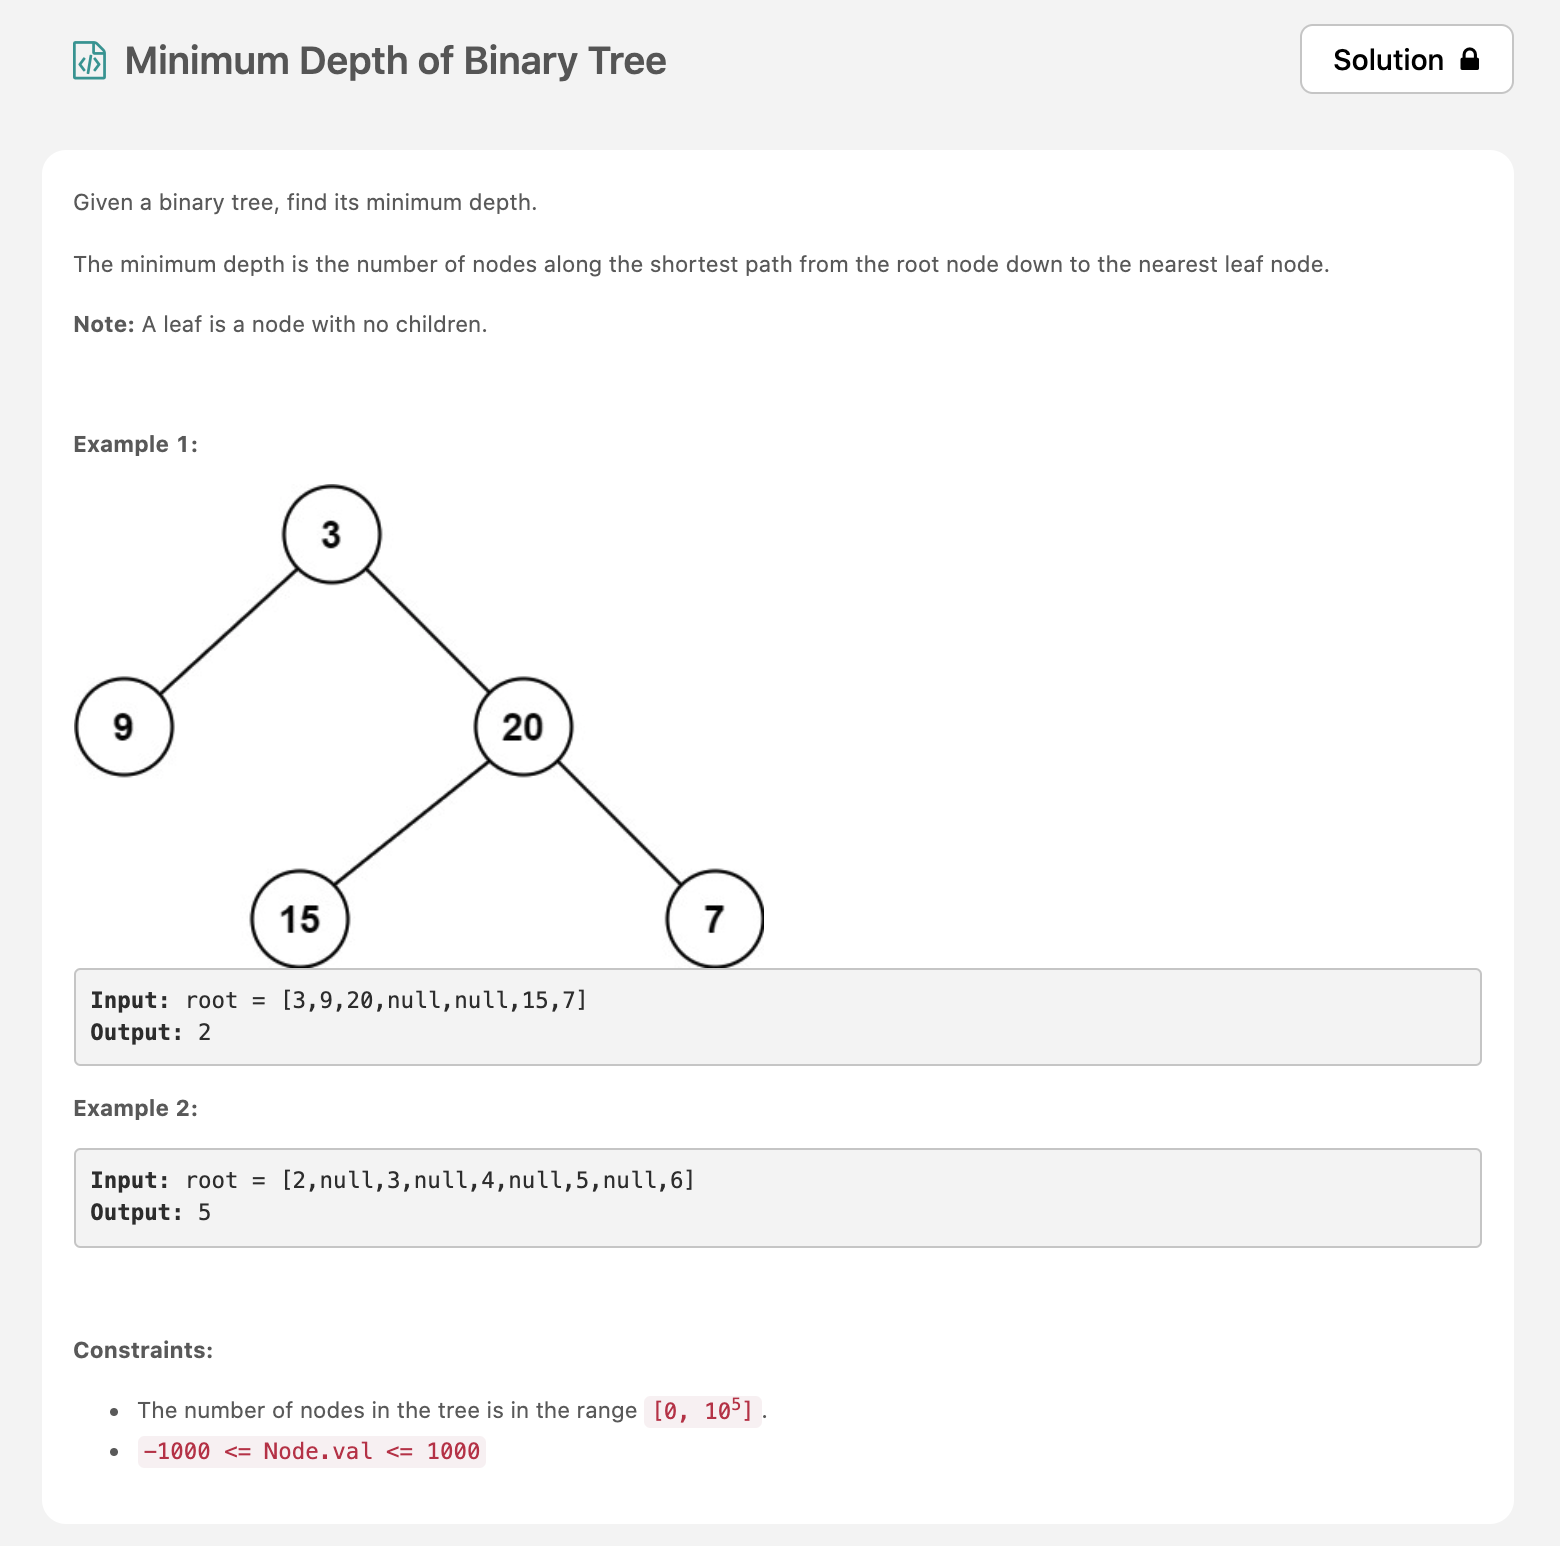 Minimum Depth of Binary Tree
Solution
Given a binary tree, find its minimum depth.
The minimum depth is the number of nodes along the shortest path from the root node down to the nearest leaf node.
Note: A leaf is a node with no children.
Example 1:
3
9
20
15
7
Input: root = [3,9,20,null,null,15,7]
Output: 2
Example 2:
Input: root = [2,null,3,null,4,null,5,null,6]
Output: 5
Constraints:
• The number of nodes in the tree is in the range [0, 10⁵].
• -1000 <= Node.val <= 1000